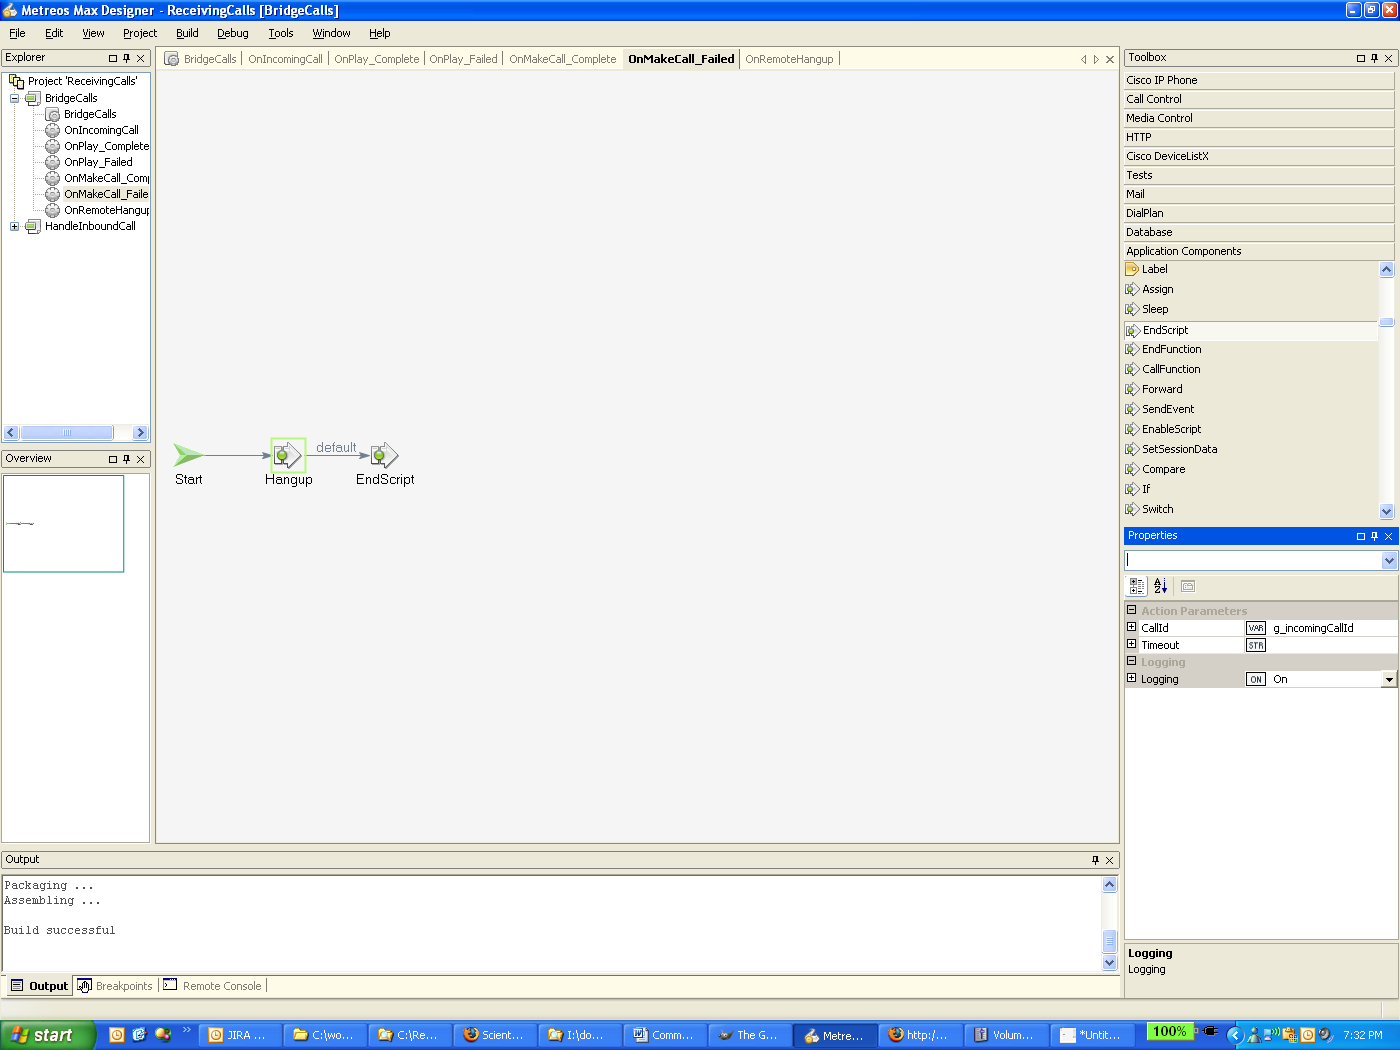 Metreos Max Designer - ReceivingCalls [BridgeCalls]
File Edit View Project Build Debug Tools Window Help
Explorer
Project 'ReceivingCalls'
BridgeCalls
BridgeCalls
OnIncomingCall
OnPlay_Complete
OnPlay_Failed
OnMakeCall_Comp
OnMakeCall_Faile
OnRemoteHangup
HandleInboundCall
Overview
BridgeCalls OnIncomingCall OnPlay_Complete OnPlay_Failed OnMakeCall_Complete OnMakeCall_Failed OnRemoteHangup
default
Start Hangup EndScript
Toolbox
Cisco IP Phone
Call Control
Media Control
HTTP
Cisco DeviceListX
Tests
Mail
DialPlan
Database
Application Components
Label
Assign
Sleep
EndScript
EndFunction
CallFunction
Forward
SendEvent
EnableScript
SetSessionData
Compare
If
Switch
Properties
Action Parameters
CallId VAR g_incomingCallId
Timeout STR
Logging
Logging ON On
Logging
Logging
Output
Packaging ...
Assembling ...
Build successful
Output Breakpoints Remote Console
start JIRA ... C:\wo... C:\Re... Scient... I:\do... Comm... The G... Metre... http:/... Volum... *Untit... 100% 7:32 PM